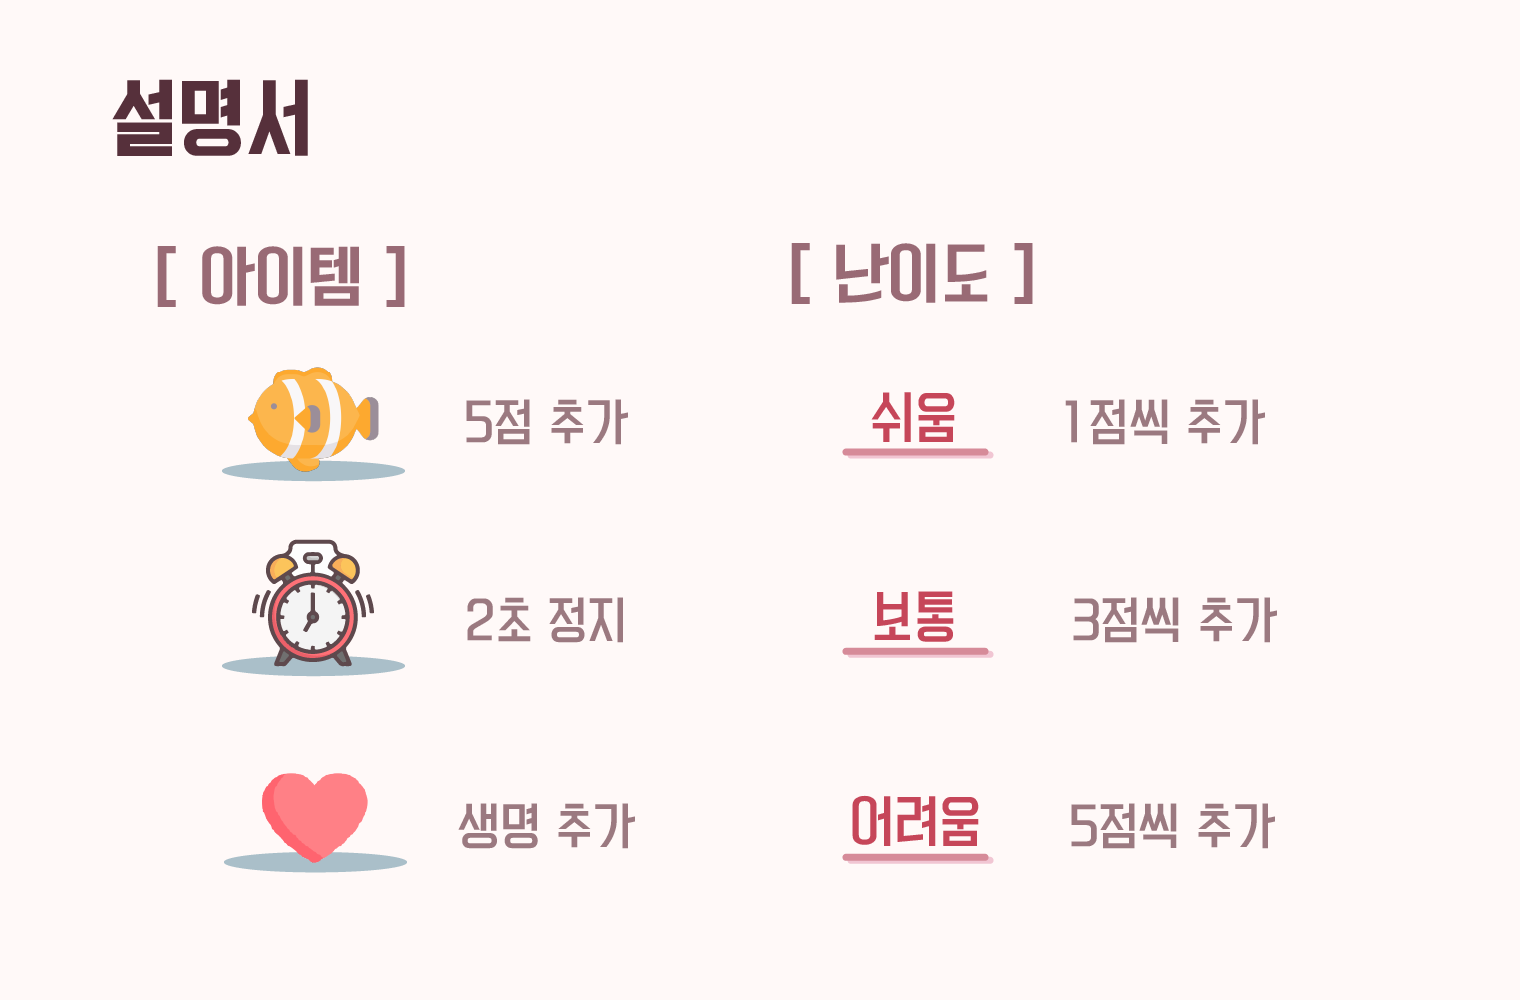 설명서
[ 아이템 ]
5점 추가
2초 정지
생명 추가
[ 난이도 ]
쉬움 1점씩 추가
보통 3점씩 추가
어려움 5점씩 추가